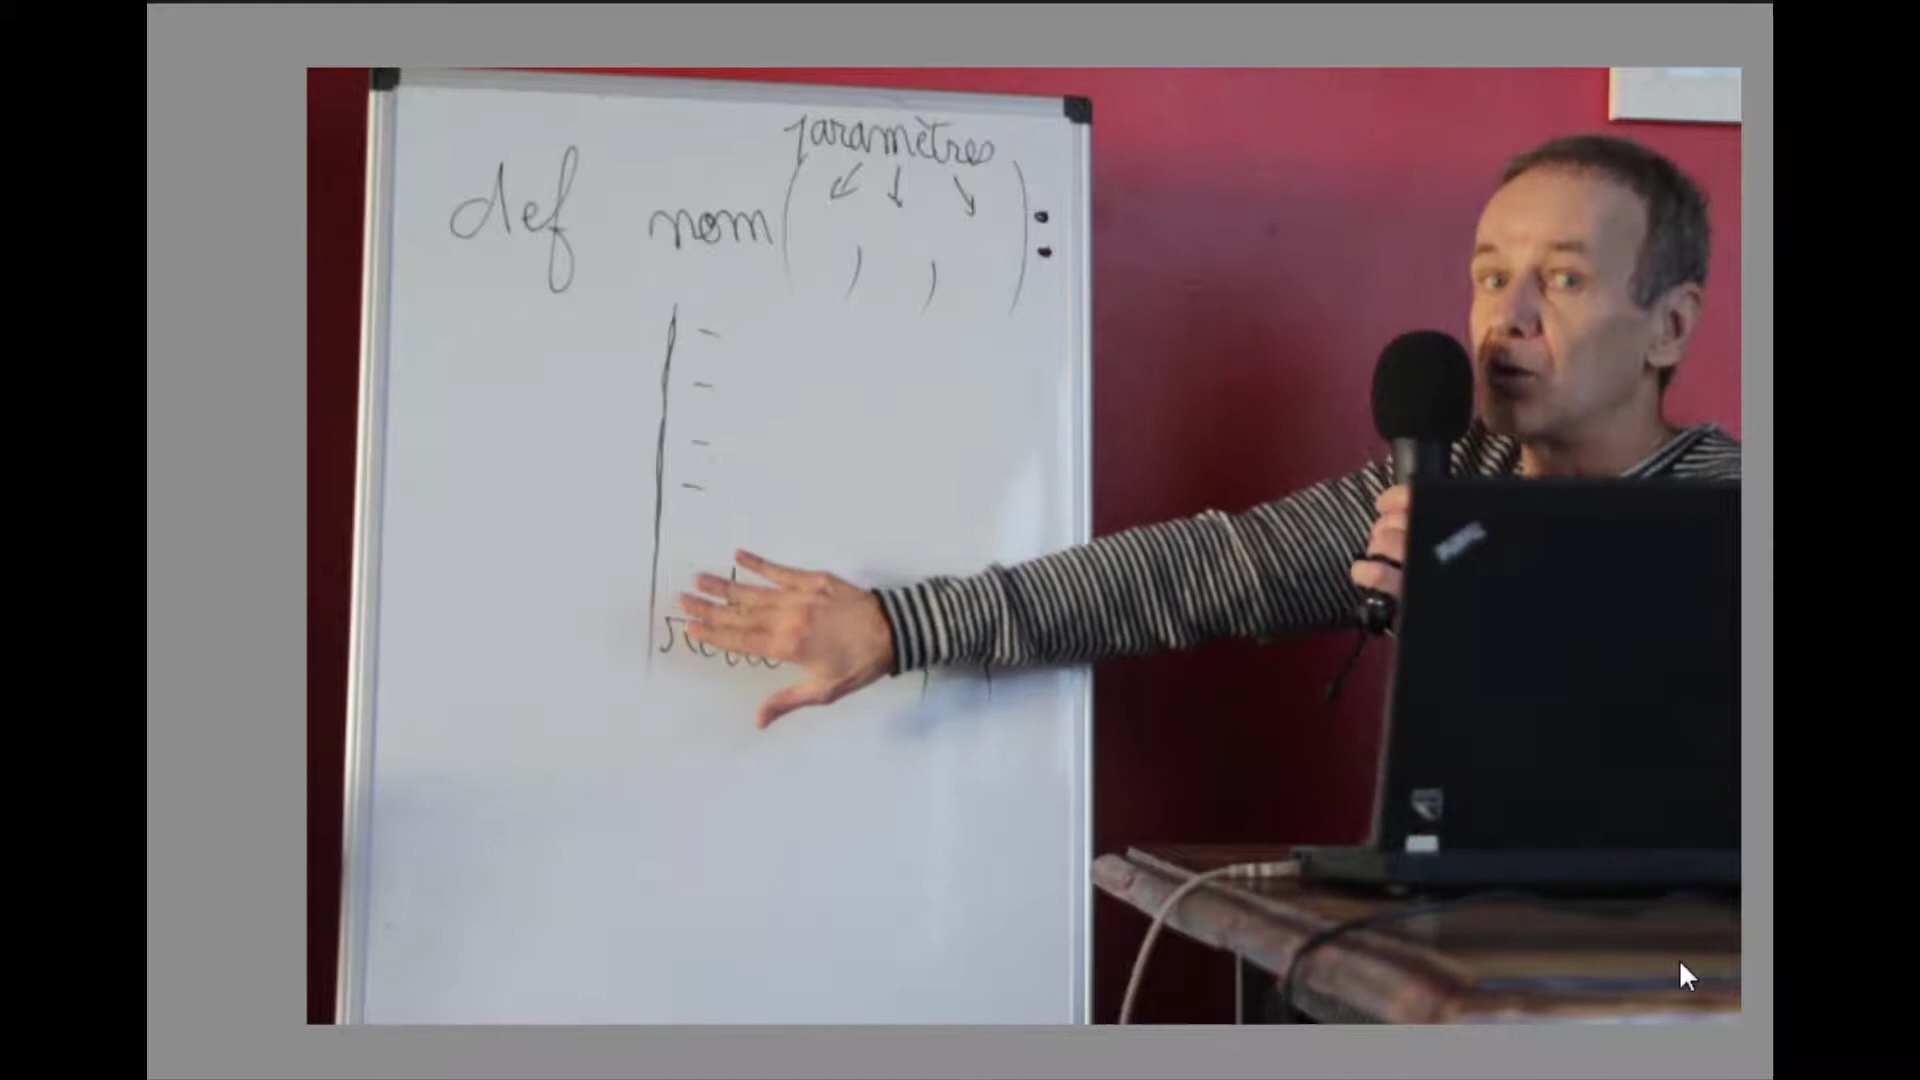 paramètres
def nom( , , ):
-
-
-
-